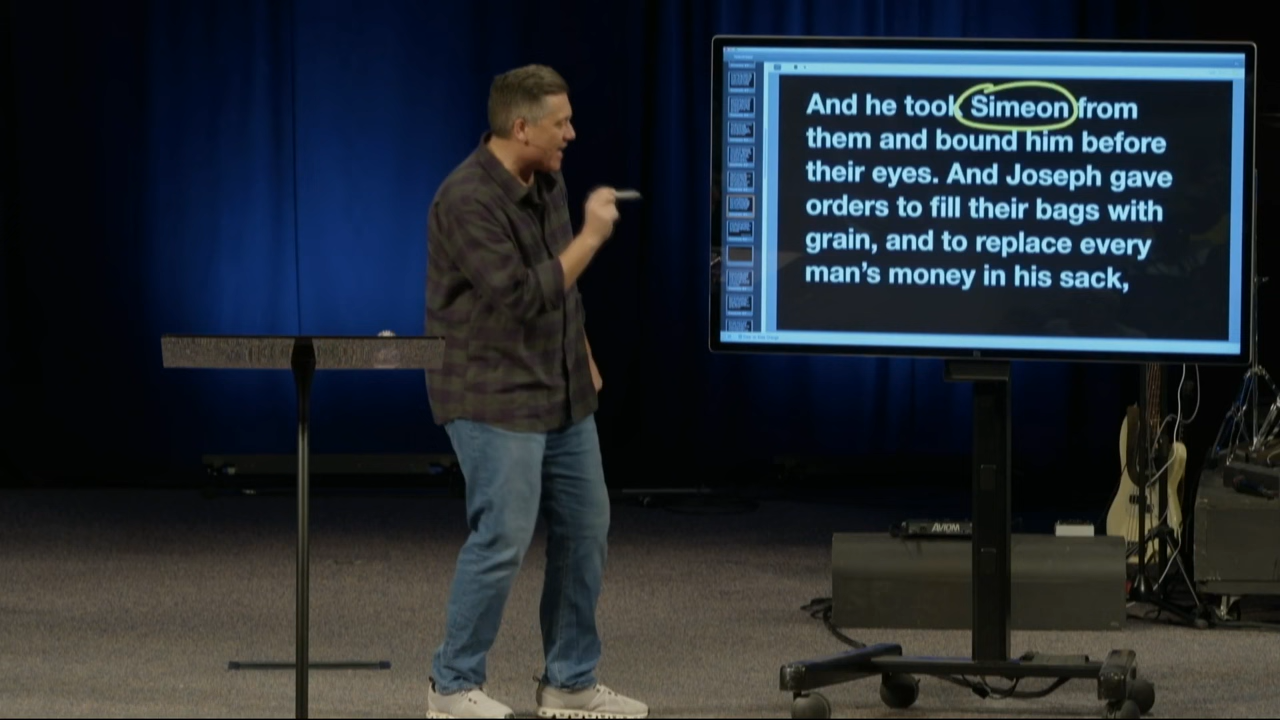 And he took Simeon from
them and bound him before
their eyes. And Joseph gave
orders to fill their bags with
grain, and to replace every
man's money in his sack,
AVIOM